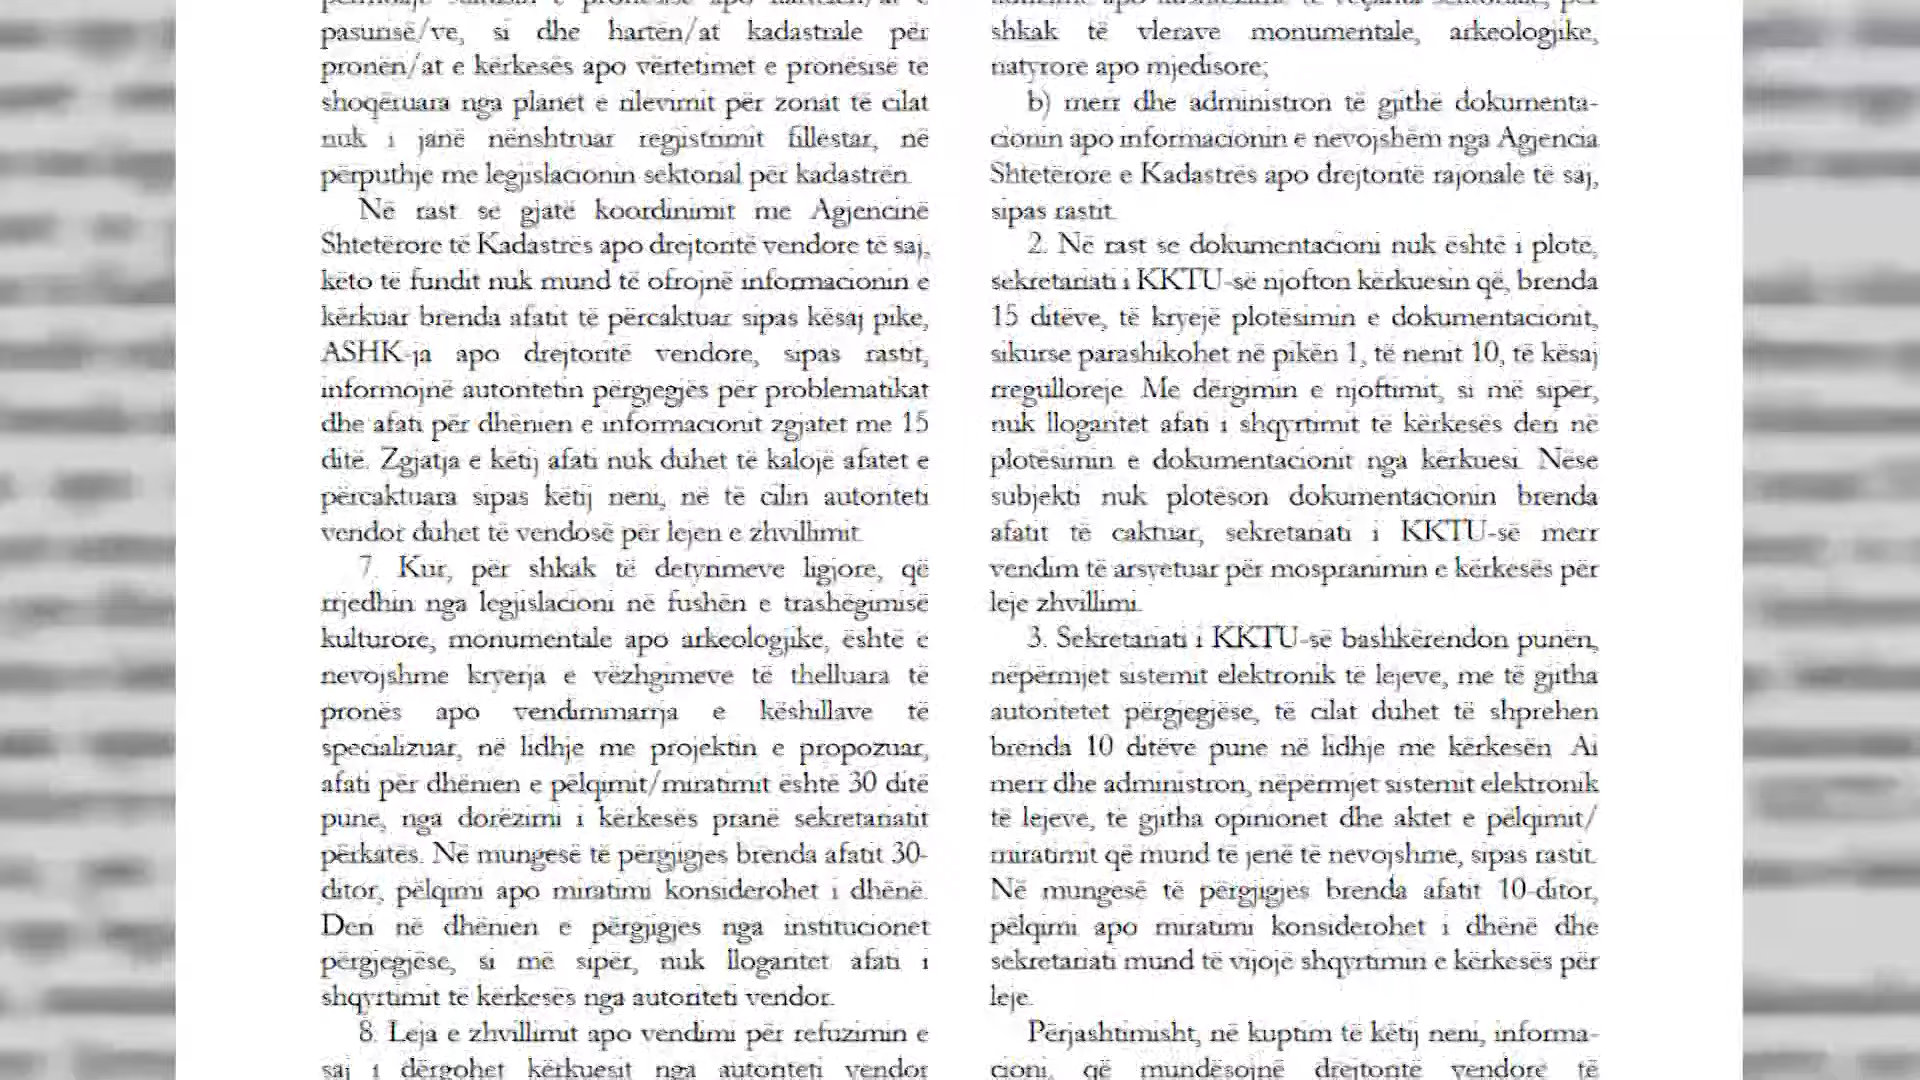 pasurisë/ve, si dhe hartën/at kadastrale për
pronën/at e kërkesës apo vërtetimet e pronësisë të
shoqëruara nga planet e rilevimit për zonat të cilat
nuk i janë nënshtruar regjistrimit fillestar, në
përputhje me legjislacionin sektorial për kadastrën.
Në rast se gjatë koordinimit me Agjencinë
Shtetërore të Kadastrës apo drejtoritë vendore të saj,
këto të fundit nuk mund të ofrojnë informacionin e
kërkuar brenda afatit të përcaktuar sipas kësaj pike,
ASHK-ja apo drejtoritë vendore, sipas rastit,
informojnë autoritetin përgjegjës për problematikat
dhe afati për dhënien e informacionit zgjatet me 15
ditë. Zgjatja e këtij afati nuk duhet të kalojë afatet e
përcaktuara sipas këtij neni, në të cilin autoriteti
vendor duhet të vendosë për lejen e zhvillimit.
7. Kur, për shkak të detyrimeve ligjore, që
rrjedhin nga legjislacioni në fushën e trashëgimisë
kulturore, monumentale apo arkeologjike, është e
nevojshme kryerja e vëzhgimeve të thelluara të
pronës apo vendimmarrja e këshillave të
specializuar, në lidhje me projektin e propozuar,
afati për dhënien e pëlqimit/miratimit është 30 ditë
pune, nga dorëzimi i kërkesës pranë sekretariatit
përkatës. Në mungesë të përgjigjes brenda afatit 30-
ditor, pëlqimi apo miratimi konsiderohet i dhënë.
Deri në dhënien e përgjigjes nga institucionet
përgjegjëse, si më sipër, nuk llogaritet afati i
shqyrtimit të kërkesës nga autoriteti vendor.
8. Leja e zhvillimit apo vendimi për refuzimin e
saj i dërgohet kërkuesit nga autoriteti vendor
shkak të vlerave monumentale, arkeologjike,
natyrore apo mjedisore;
b) merr dhe administron të gjithë dokumenta-
cionin apo informacionin e nevojshëm nga Agjencia
Shtetërore e Kadastrës apo drejtoritë rajonale të saj,
sipas rastit.
2. Në rast se dokumentacioni nuk është i plotë,
sekretariati i KKTU-së njofton kërkuesin që, brenda
15 ditëve, të kryejë plotësimin e dokumentacionit,
sikurse parashikohet në pikën 1, të nenit 10, të kësaj
rregulloreje. Me dërgimin e njoftimit, si më sipër,
nuk llogaritet afati i shqyrtimit të kërkesës deri në
plotësimin e dokumentacionit nga kërkuesi. Nëse
subjekti nuk plotëson dokumentacionin brenda
afatit të caktuar, sekretariati i KKTU-së merr
vendim të arsyetuar për mospranimin e kërkesës për
leje zhvillimi.
3. Sekretariati i KKTU-së bashkërendon punën,
nëpërmjet sistemit elektronik të lejeve, me të gjitha
autoritetet përgjegjëse, të cilat duhet të shprehen
brenda 10 ditëve pune në lidhje me kërkesën. Ai
merr dhe administron, nëpërmjet sistemit elektronik
të lejeve, të gjitha opinionet dhe aktet e pëlqimit/
miratimit që mund të jenë të nevojshme, sipas rastit.
Në mungesë të përgjigjes brenda afatit 10-ditor,
pëlqimi apo miratimi konsiderohet i dhënë dhe
sekretariati mund të vijojë shqyrtimin e kërkesës për
leje.
Përjashtimisht, në kuptim të këtij neni, informa-
cioni, që mundësojnë drejtoritë vendore të